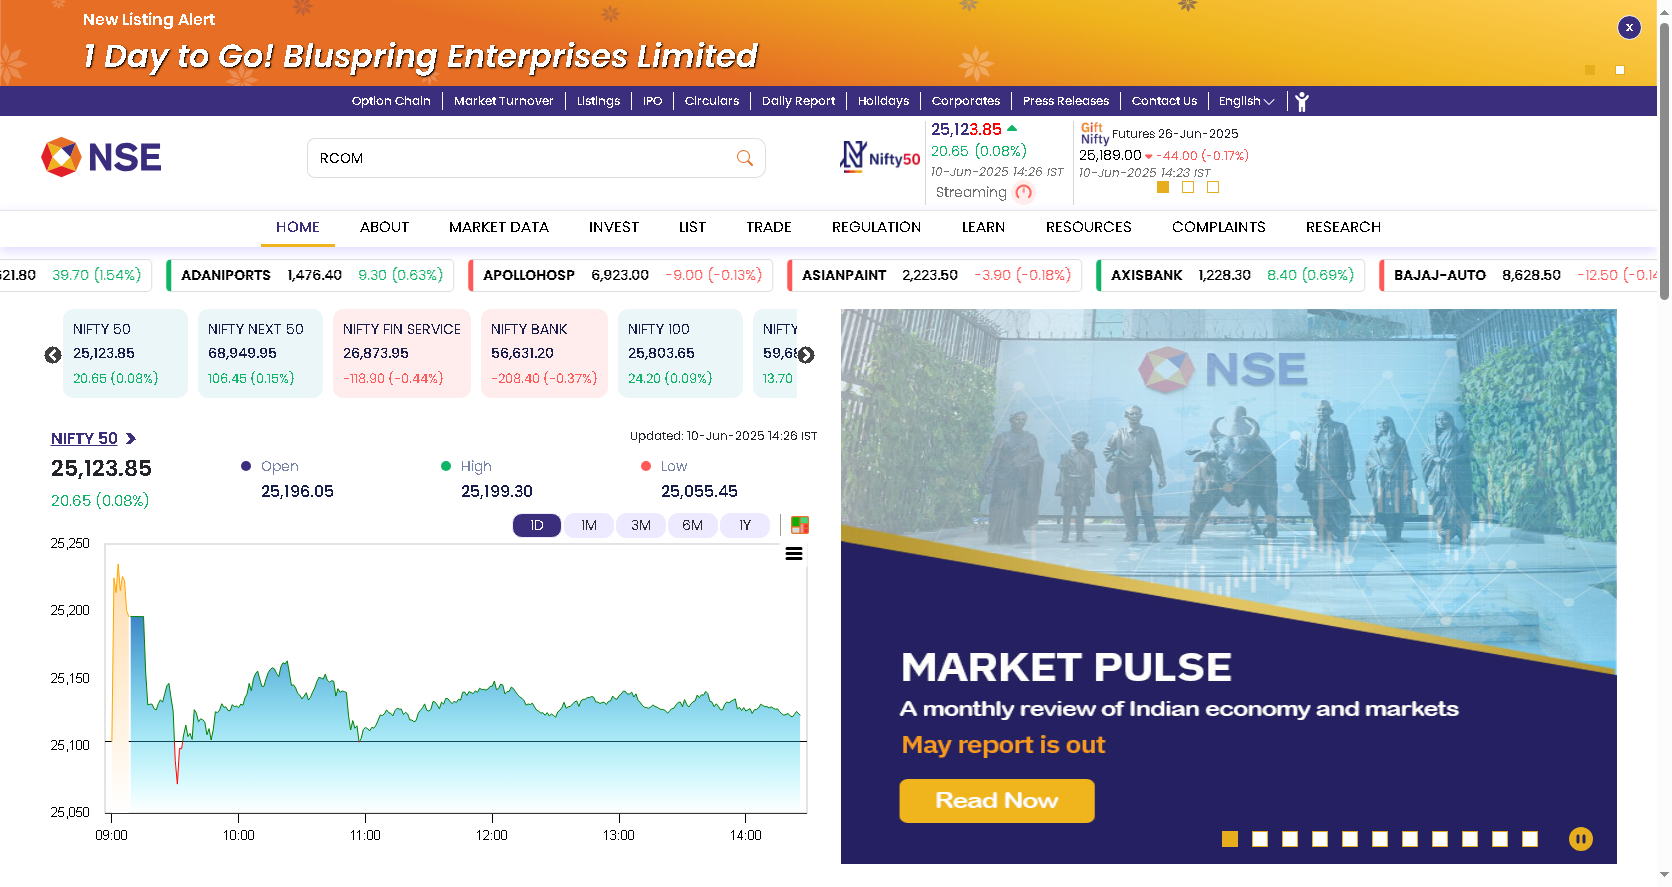 New Listing Alert
1 Day to Go! Bluspring Enterprises Limited
x
Option Chain Market Turnover Listings IPO Circulars Daily Report Holidays Corporates Press Releases Contact Us English
NSE
RCOM
Nifty50
25,123.85
20.65 (0.08%)
10-Jun-2025 14:26 IST
Streaming
Gift Nifty Futures 26-Jun-2025
25,189.00 -44.00 (-0.17%)
10-Jun-2025 14:23 IST
HOME ABOUT MARKET DATA INVEST LIST TRADE REGULATION LEARN RESOURCES COMPLAINTS RESEARCH
621.80 39.70 (1.54%) ADANIPORTS 1,476.40 9.30 (0.63%) APOLLOHOSP 6,923.00 -9.00 (-0.13%) ASIANPAINT 2,223.50 -3.90 (-0.18%) AXISBANK 1,228.30 8.40 (0.69%) BAJAJ-AUTO 8,628.50 -12.50 (-0.14
NIFTY 50 NIFTY NEXT 50 NIFTY FIN SERVICE NIFTY BANK NIFTY 100 NIFTY
25,123.85 68,949.95 26,873.95 56,631.20 25,803.65 59,68
20.65 (0.08%) 106.45 (0.15%) -118.90 (-0.44%) -208.40 (-0.37%) 24.20 (0.09%) 13.70
NIFTY 50
Updated: 10-Jun-2025 14:26 IST
25,123.85
20.65 (0.08%)
Open High Low
25,196.05 25,199.30 25,055.45
1D 1M 3M 6M 1Y
25,250
25,200
25,150
25,100
25,050
09:00 10:00 11:00 12:00 13:00 14:00
NSE
MARKET PULSE
A monthly review of Indian economy and markets
May report is out
Read Now